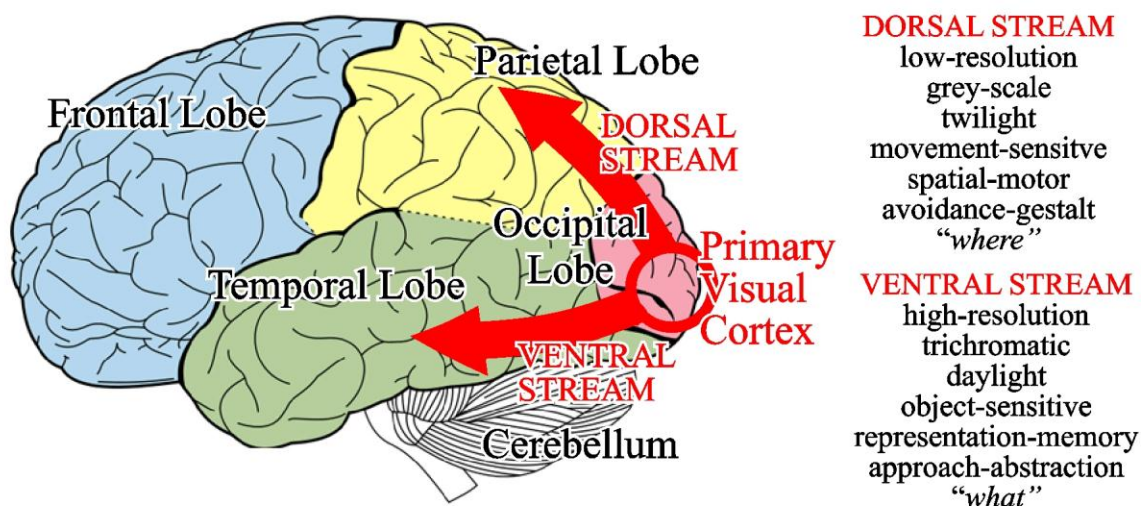 Frontal Lobe
Parietal Lobe
DORSAL
STREAM
Occipital
Lobe
Temporal Lobe
Primary
Visual
Cortex
VENTRAL
STREAM
Cerebellum
DORSAL STREAM
low-resolution
grey-scale
twilight
movement-sensitve
spatial-motor
avoidance-gestalt
“where”
VENTRAL STREAM
high-resolution
trichromatic
daylight
object-sensitive
representation-memory
approach-abstraction
“what”